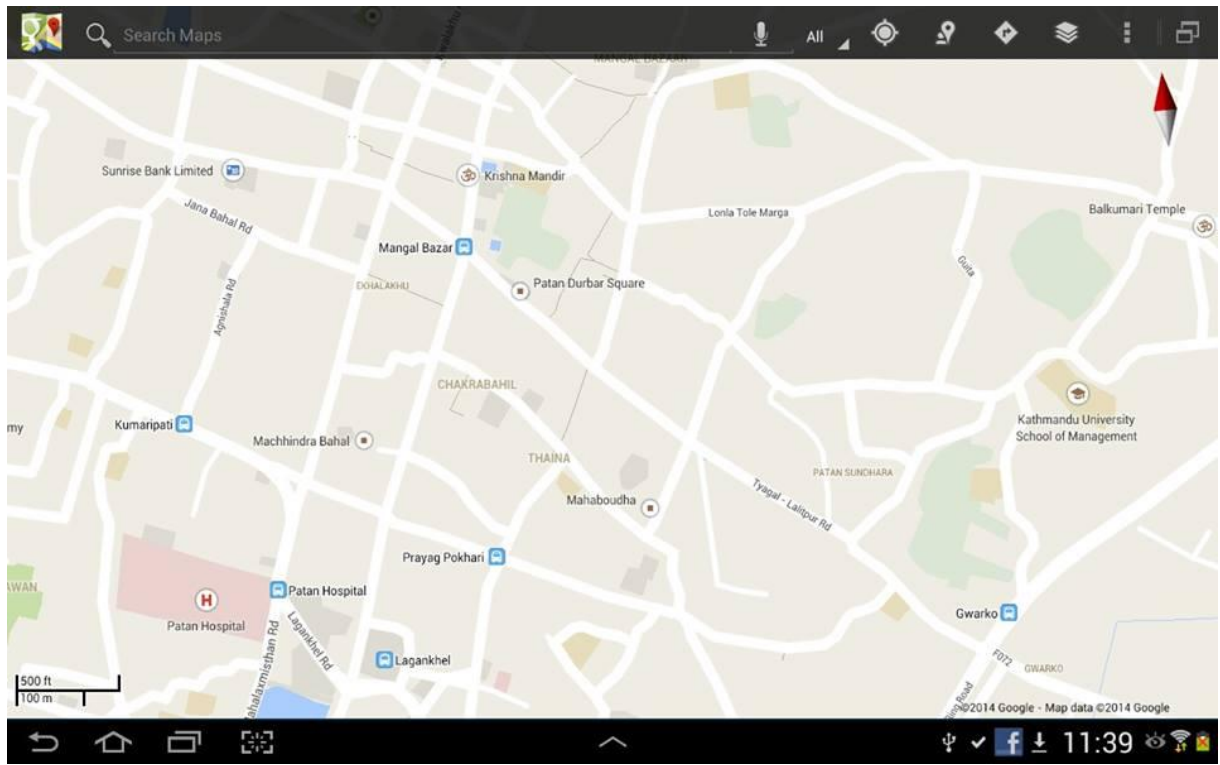 Search Maps
All
MANGAL BAZAAR
Sunrise Bank Limited
Krishna Mandir
Jana Bahal Rd
Lonla Tole Marga
Balkumari Temple
Mangal Bazar
Guita
Agnishala Rd
Patan Durbar Square
CHAKRABAHIL
Kumaripati
my
Machhindra Bahal
Kathmandu University
School of Management
THAINA
PATAN SUNDHARA
Mahaboudha
Tyagal - Lalitpur Rd
Prayag Pokhari
AWAN
Patan Hospital
H
Patan Hospital
Gwarko
Lagankhel Rd
Lagankhel
F072
GWARKO
500 ft
100 m
©2014 Google - Map data ©2014 Google
f
11:39